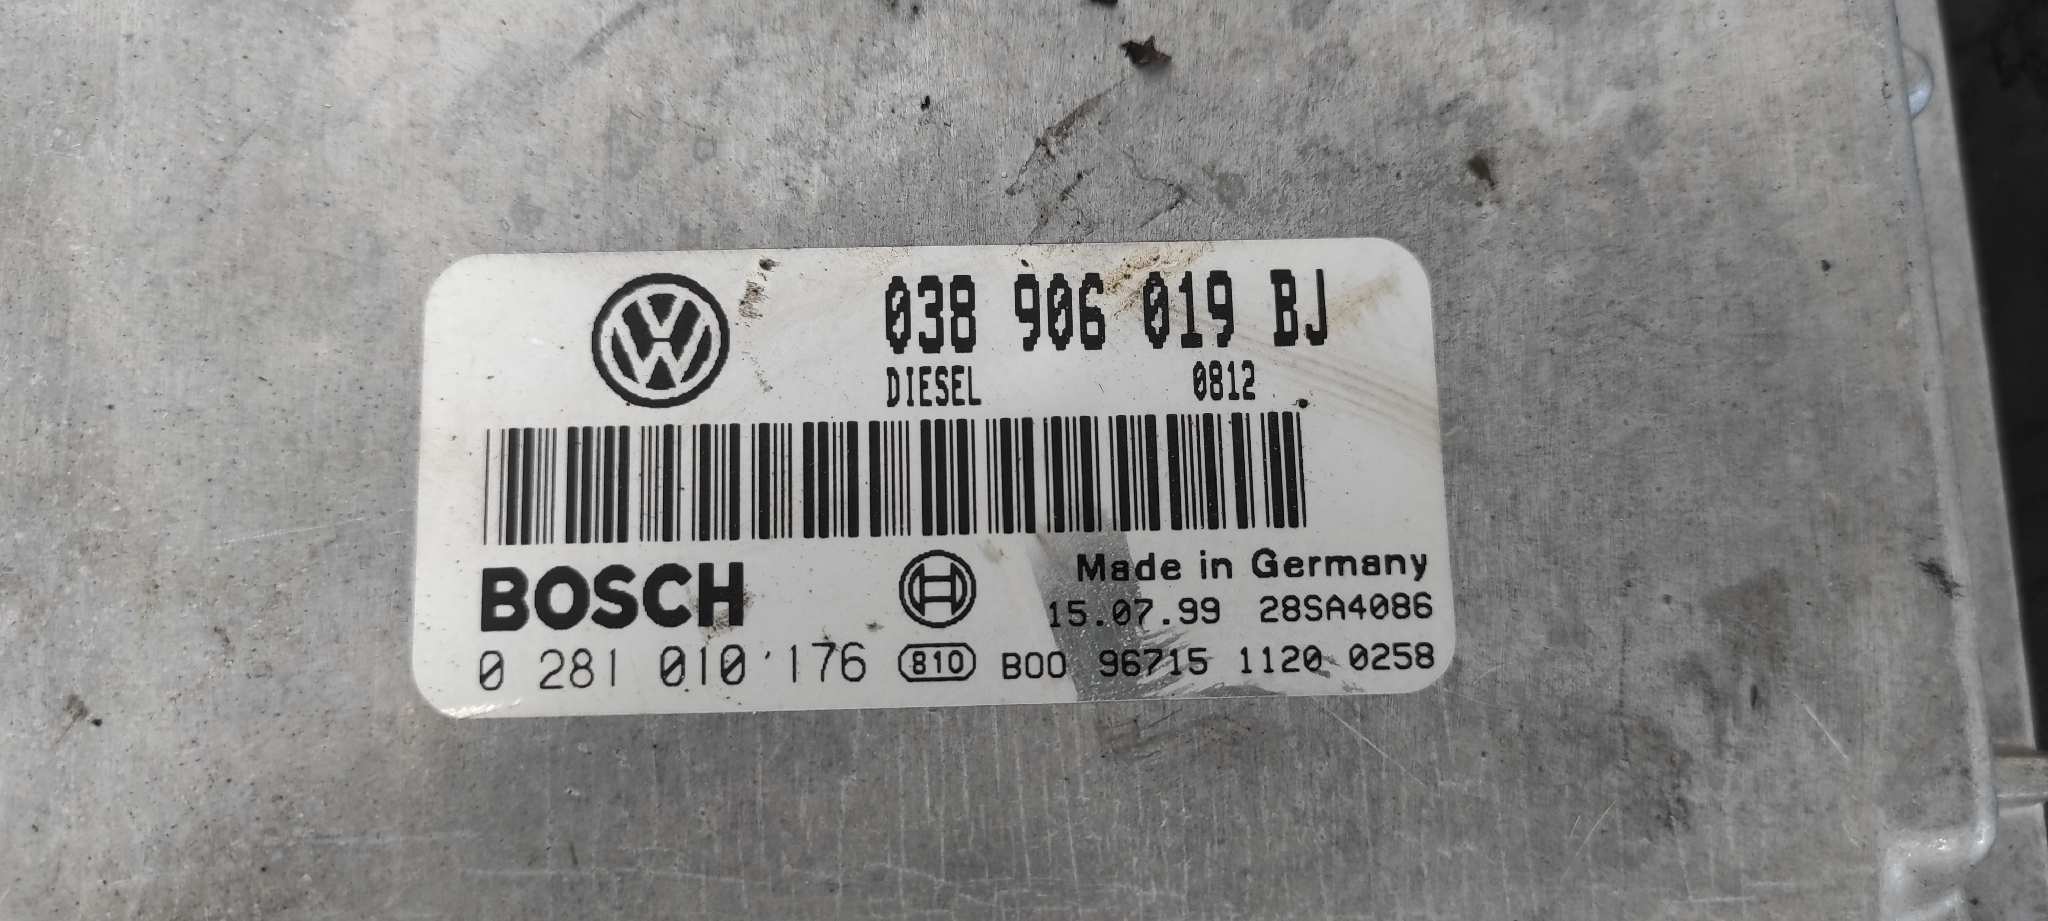 038 906 019 BJ
DIESEL 0812
BOSCH
Made in Germany
15.07.99 28SA4086
0 281 010 176 810 B00 96715 1120 0258